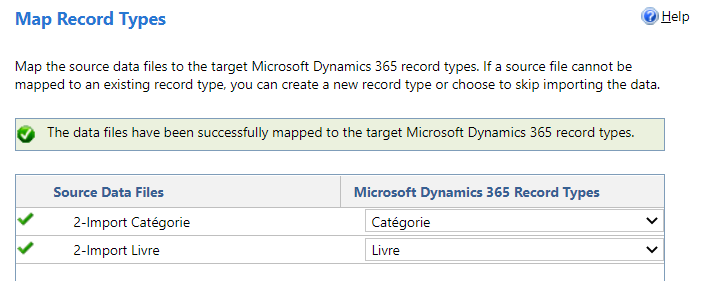 Map Record Types
Help
Map the source data files to the target Microsoft Dynamics 365 record types. If a source file cannot be
mapped to an existing record type, you can create a new record type or choose to skip importing the data.
The data files have been successfully mapped to the target Microsoft Dynamics 365 record types.
Source Data Files Microsoft Dynamics 365 Record Types
2-Import Catégorie Catégorie
2-Import Livre Livre